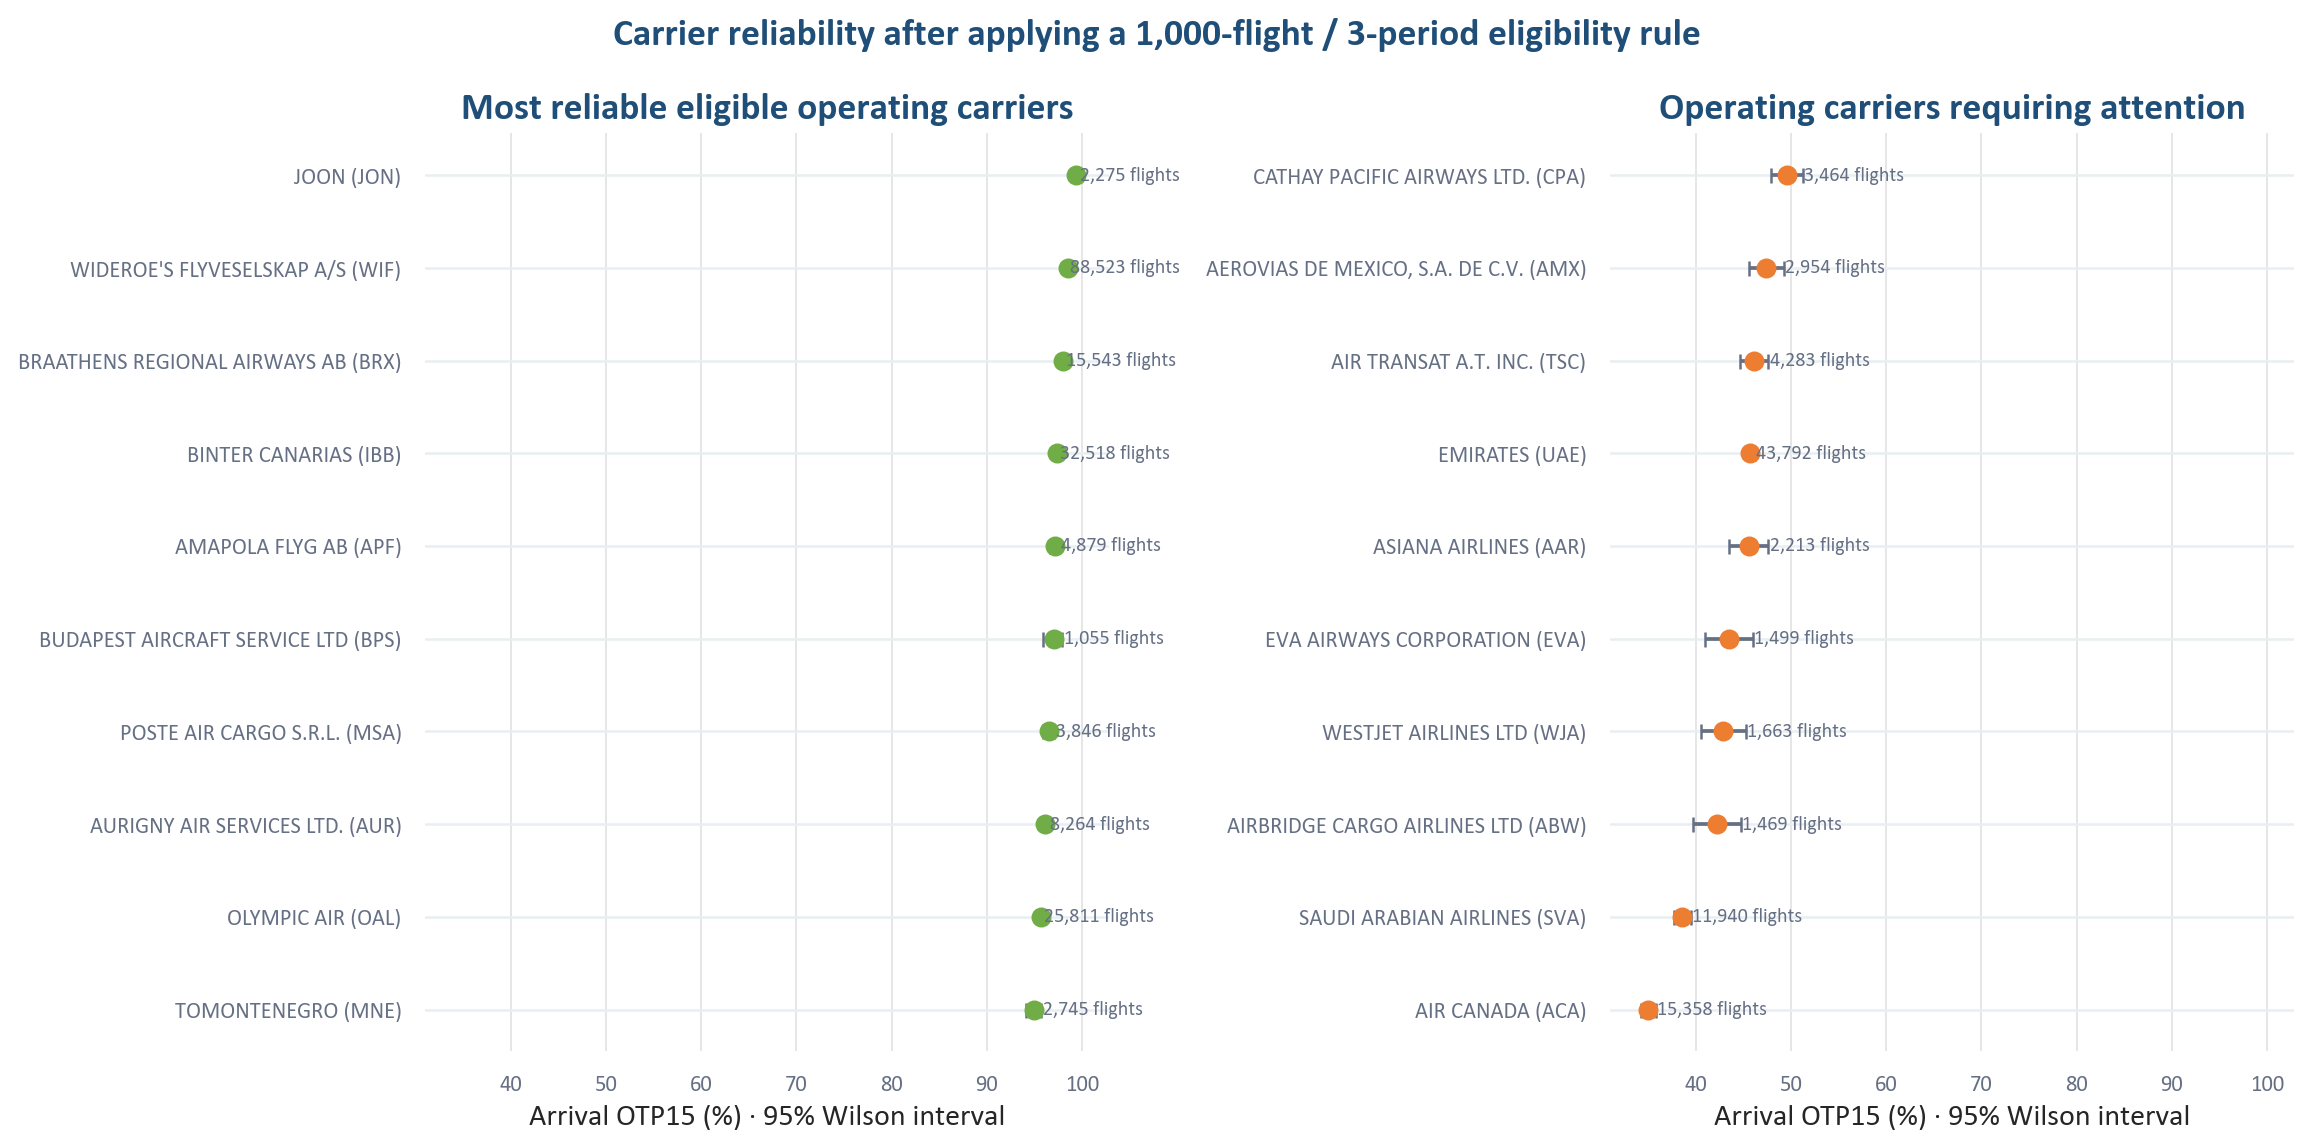 Carrier reliability after applying a 1,000-flight / 3-period eligibility rule
Most reliable eligible operating carriers
JOON (JON)
2,275 flights
WIDEROE'S FLYVESELSKAP A/S (WIF)
88,523 flights
BRAATHENS REGIONAL AIRWAYS AB (BRX)
15,543 flights
BINTER CANARIAS (IBB)
32,518 flights
AMAPOLA FLYG AB (APF)
4,879 flights
BUDAPEST AIRCRAFT SERVICE LTD (BPS)
1,055 flights
POSTE AIR CARGO S.R.L. (MSA)
3,846 flights
AURIGNY AIR SERVICES LTD. (AUR)
8,264 flights
OLYMPIC AIR (OAL)
25,811 flights
TOMONTENEGRO (MNE)
2,745 flights
40 50 60 70 80 90 100
Arrival OTP15 (%) · 95% Wilson interval
Operating carriers requiring attention
CATHAY PACIFIC AIRWAYS LTD. (CPA)
3,464 flights
AEROVIAS DE MEXICO, S.A. DE C.V. (AMX)
2,954 flights
AIR TRANSAT A.T. INC. (TSC)
4,283 flights
EMIRATES (UAE)
43,792 flights
ASIANA AIRLINES (AAR)
2,213 flights
EVA AIRWAYS CORPORATION (EVA)
1,499 flights
WESTJET AIRLINES LTD (WJA)
1,663 flights
AIRBRIDGE CARGO AIRLINES LTD (ABW)
1,469 flights
SAUDI ARABIAN AIRLINES (SVA)
11,940 flights
AIR CANADA (ACA)
15,358 flights
40 50 60 70 80 90 100
Arrival OTP15 (%) · 95% Wilson interval